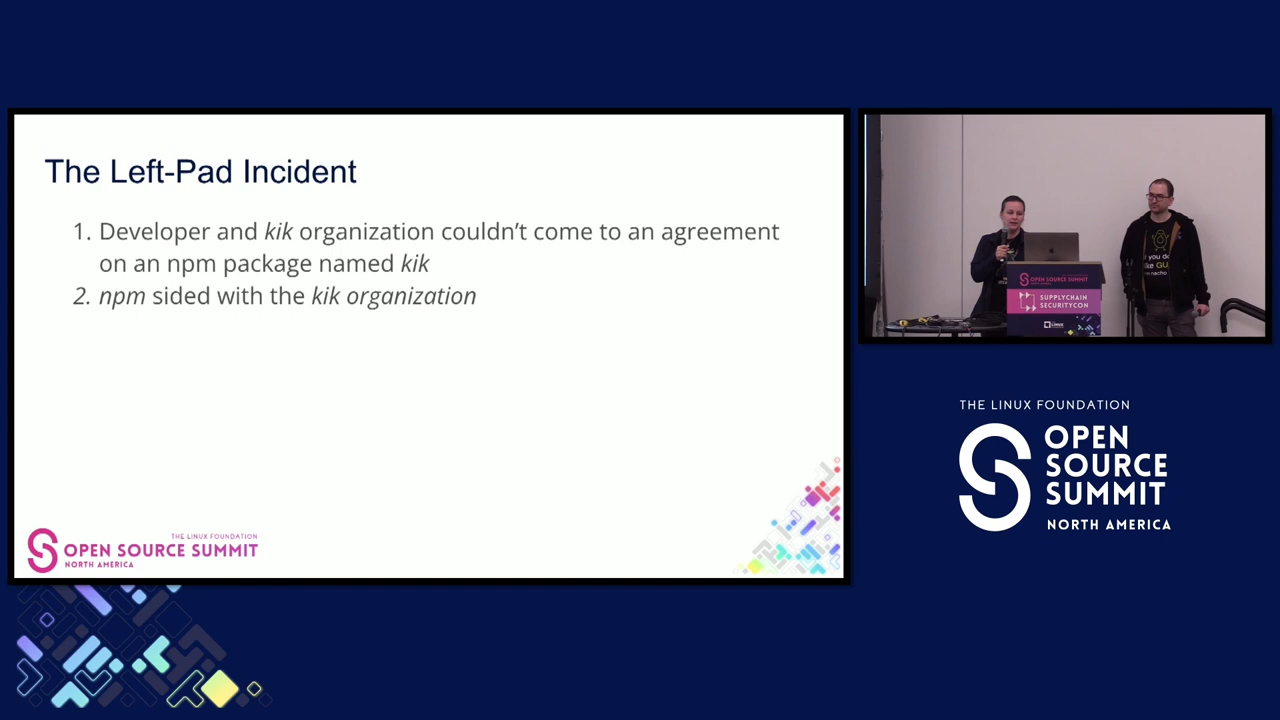 The Left-Pad Incident
1. Developer and kik organization couldn't come to an agreement
on an npm package named kik
2. npm sided with the kik organization
THE LINUX FOUNDATION
OPEN SOURCE SUMMIT
NORTH AMERICA
OPEN SOURCE SUMMIT
SUPPLYCHAIN
SECURITYCON
LINUX
THE LINUX FOUNDATION
OPEN
SOURCE
SUMMIT
NORTH AMERICA